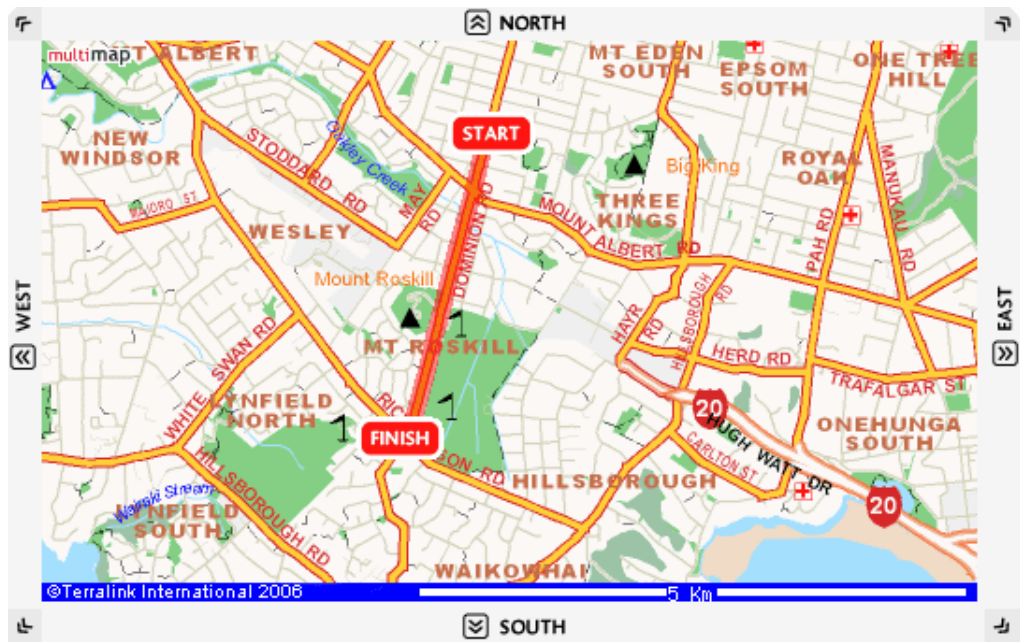 NORTH
multimap
MT ALBERT
MT EDEN
SOUTH
EPSOM
SOUTH
ONE TREE
HILL
START
NEW
WINDSOR
STODDARD RD
Oakley Creek
MAY
RD
Big King
ROYAL
OAK
MANUKAU RD
MAIORO ST
WESLEY
DOMINION RD
THREE
KINGS
MOUNT ALBERT RD
PAH RD
Mount Roskill
WEST
EAST
HAYR
RD
HILLSBOROUGH
RD
MT ROSKILL
HERD RD
TRAFALGAR ST
WHITE SWAN RD
LYNFIELD
NORTH
FINISH
20
HUGH WATT DR
ONEHUNGA
SOUTH
CARLTON ST
HILLSBOROUGH
HILLSBOROUGH RD
20
LYNFIELD
SOUTH
WAIKOWHAI
©Terralink International 2006
5 Km
SOUTH